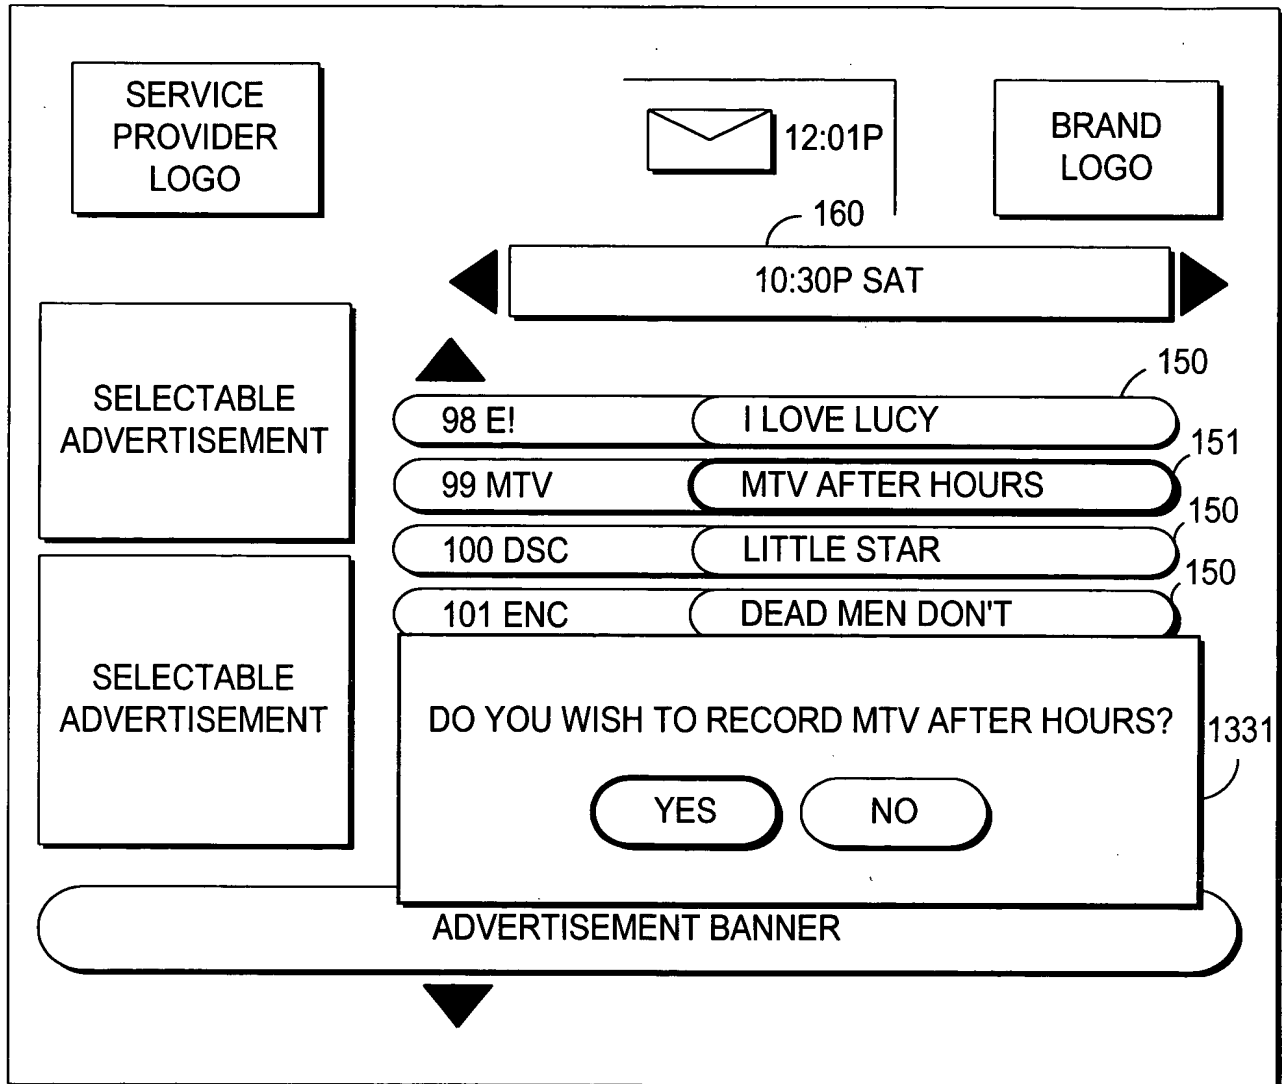 SERVICE
PROVIDER
LOGO
12:01P
BRAND
LOGO
160
10:30P SAT
SELECTABLE
ADVERTISEMENT
150
98 E! I LOVE LUCY
151
99 MTV MTV AFTER HOURS
150
100 DSC LITTLE STAR
150
101 ENC DEAD MEN DON'T
SELECTABLE
ADVERTISEMENT
DO YOU WISH TO RECORD MTV AFTER HOURS?
1331
YES NO
ADVERTISEMENT BANNER